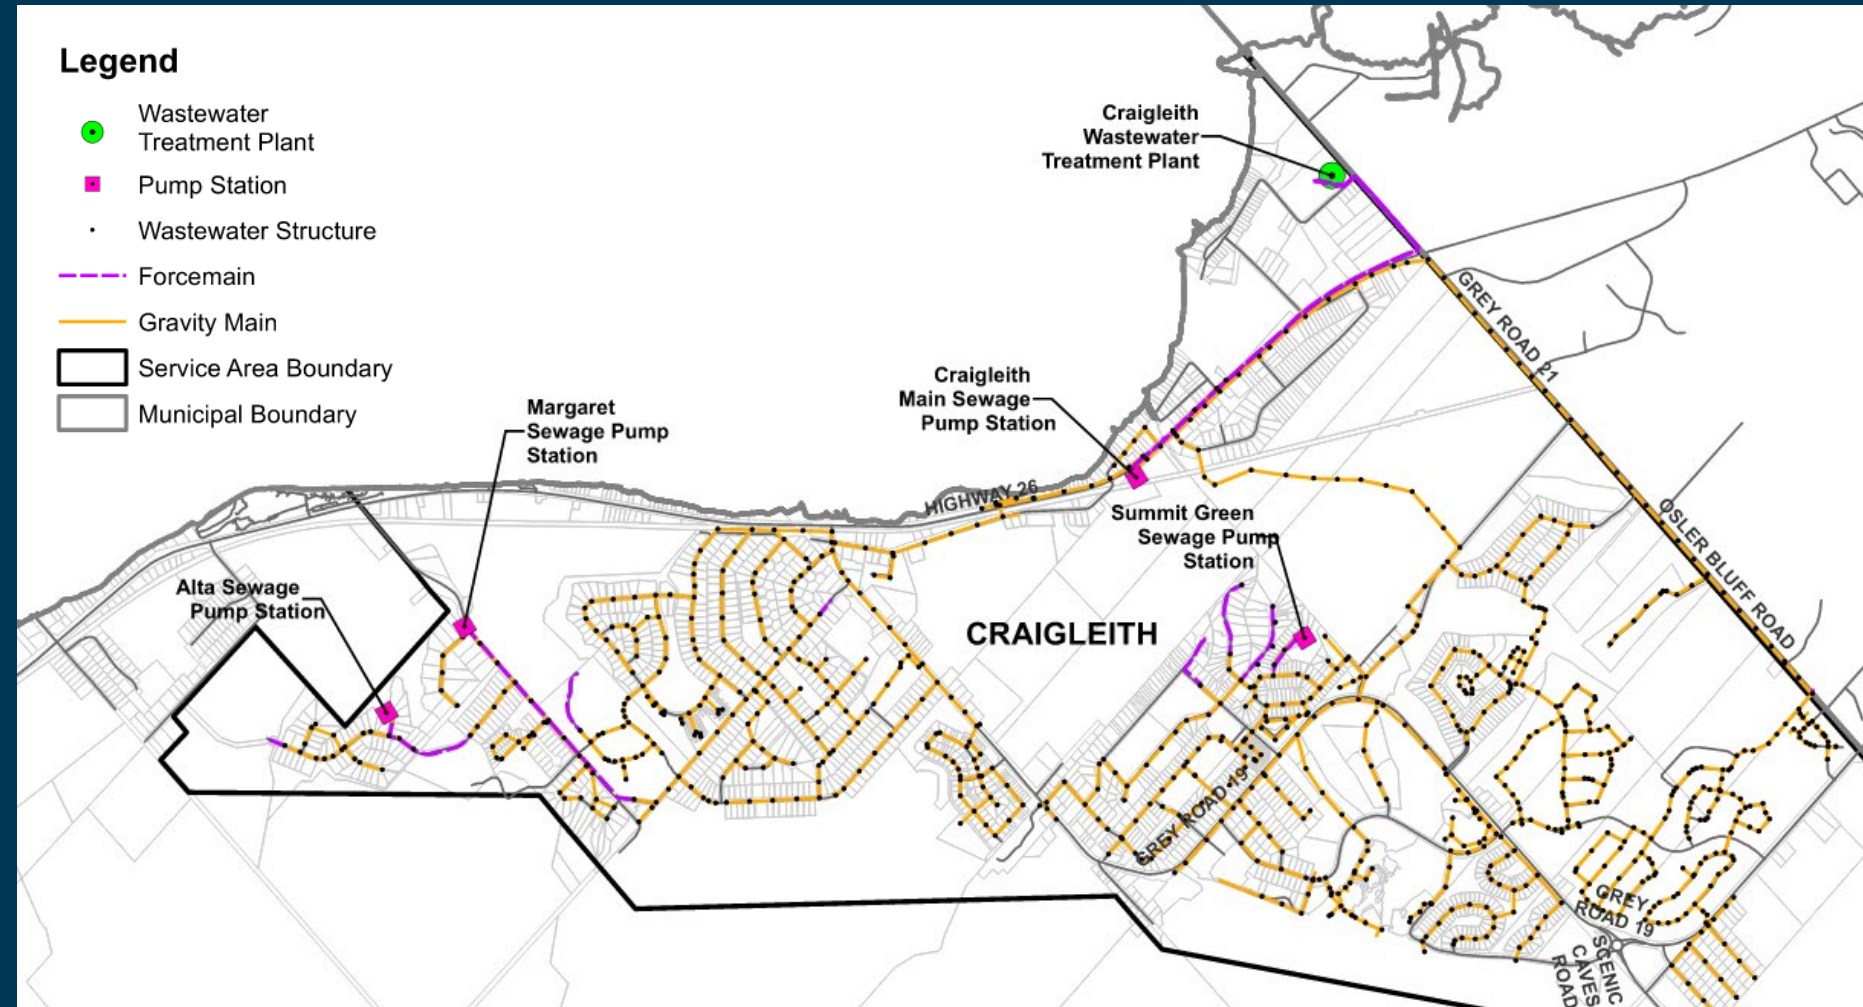 Legend
Wastewater
Treatment Plant
Pump Station
Wastewater Structure
Forcemain
Gravity Main
Service Area Boundary
Municipal Boundary
Craigleith
Wastewater
Treatment Plant
GREY ROAD 21
Craigleith
Main Sewage
Pump Station
Margaret
Sewage Pump
Station
HIGHWAY 26
Summit Green
Sewage Pump
Station
OSLER BLUFF ROAD
Alta Sewage
Pump Station
CRAIGLEITH
GREY ROAD 19
GREY
ROAD 19
SCENIC
CAVES
ROAD